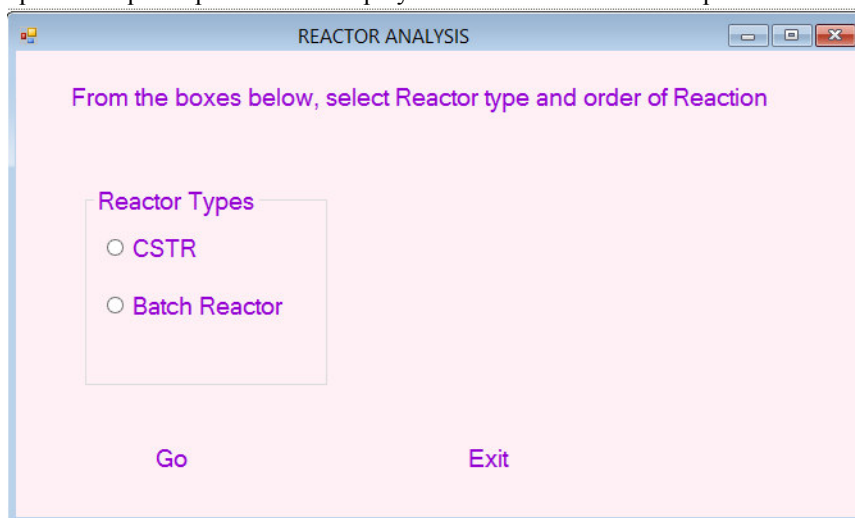 REACTOR ANALYSIS
From the boxes below, select Reactor type and order of Reaction
Reactor Types
CSTR
Batch Reactor
Go Exit